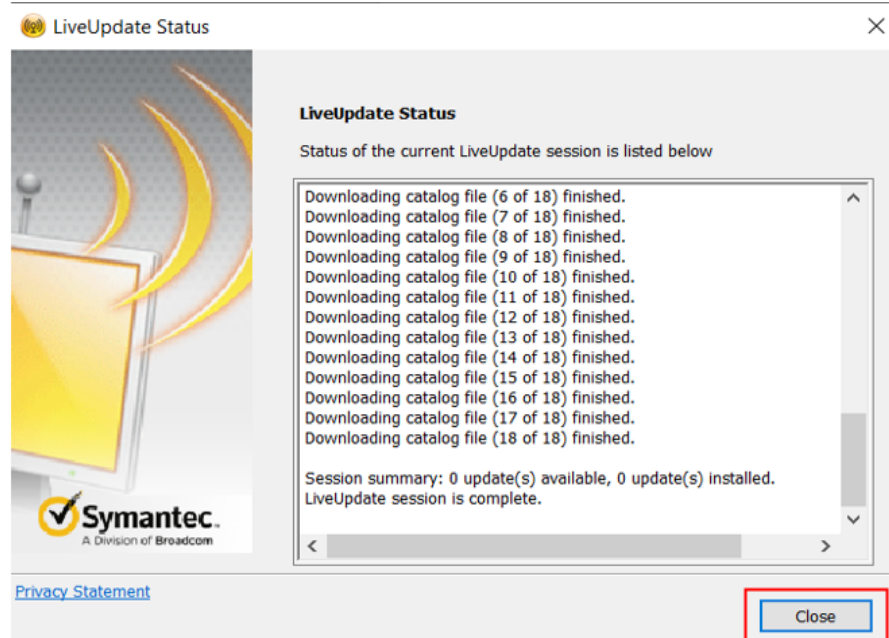 LiveUpdate Status
LiveUpdate Status
Status of the current LiveUpdate session is listed below
Downloading catalog file (6 of 18) finished.
Downloading catalog file (7 of 18) finished.
Downloading catalog file (8 of 18) finished.
Downloading catalog file (9 of 18) finished.
Downloading catalog file (10 of 18) finished.
Downloading catalog file (11 of 18) finished.
Downloading catalog file (12 of 18) finished.
Downloading catalog file (13 of 18) finished.
Downloading catalog file (14 of 18) finished.
Downloading catalog file (15 of 18) finished.
Downloading catalog file (16 of 18) finished.
Downloading catalog file (17 of 18) finished.
Downloading catalog file (18 of 18) finished.
Session summary: 0 update(s) available, 0 update(s) installed.
LiveUpdate session is complete.
Symantec.
A Division of Broadcom
Privacy Statement
Close